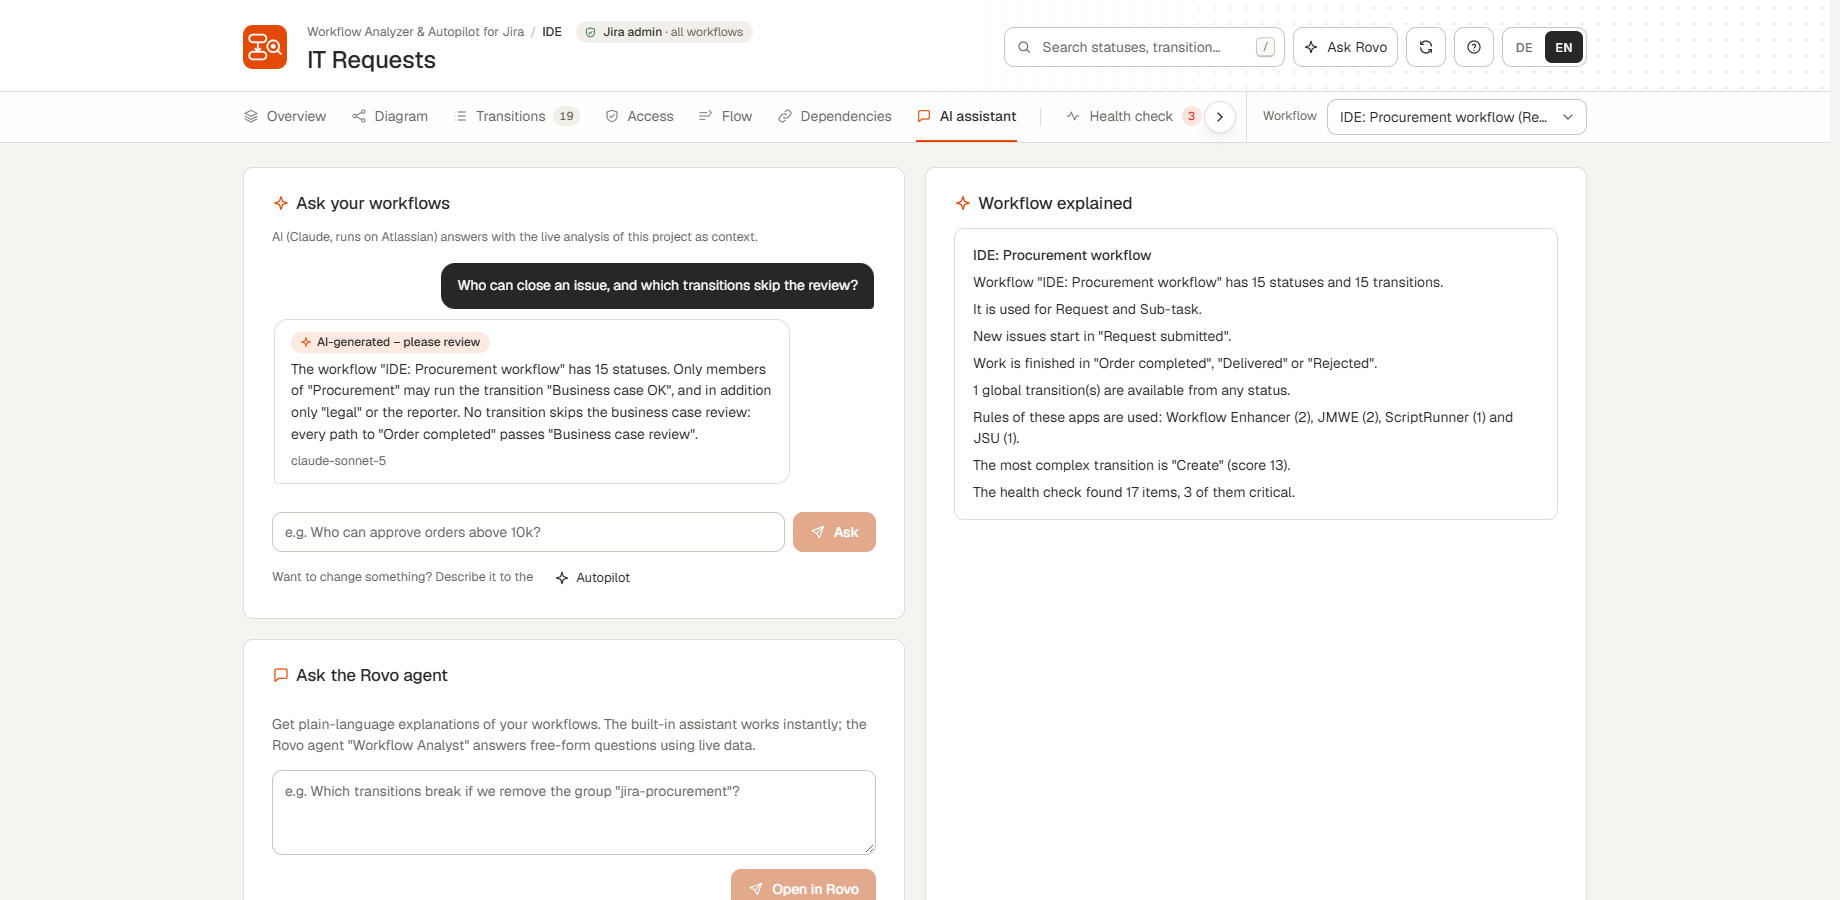 Workflow Analyzer & Autopilot for Jira / IDE
Jira admin · all workflows
IT Requests
Search statuses, transition...
/
Ask Rovo
DE
EN
Overview
Diagram
Transitions 19
Access
Flow
Dependencies
AI assistant
Health check 3
Workflow
IDE: Procurement workflow (Re...
Ask your workflows
AI (Claude, runs on Atlassian) answers with the live analysis of this project as context.
Who can close an issue, and which transitions skip the review?
AI-generated – please review
The workflow "IDE: Procurement workflow" has 15 statuses. Only members
of "Procurement" may run the transition "Business case OK", and in addition
only "legal" or the reporter. No transition skips the business case review:
every path to "Order completed" passes "Business case review".
claude-sonnet-5
e.g. Who can approve orders above 10k?
Ask
Want to change something? Describe it to the
Autopilot
Ask the Rovo agent
Get plain-language explanations of your workflows. The built-in assistant works instantly; the
Rovo agent "Workflow Analyst" answers free-form questions using live data.
e.g. Which transitions break if we remove the group "jira-procurement"?
Open in Rovo
Workflow explained
IDE: Procurement workflow
Workflow "IDE: Procurement workflow" has 15 statuses and 15 transitions.
It is used for Request and Sub-task.
New issues start in "Request submitted".
Work is finished in "Order completed", "Delivered" or "Rejected".
1 global transition(s) are available from any status.
Rules of these apps are used: Workflow Enhancer (2), JMWE (2), ScriptRunner (1) and
JSU (1).
The most complex transition is "Create" (score 13).
The health check found 17 items, 3 of them critical.